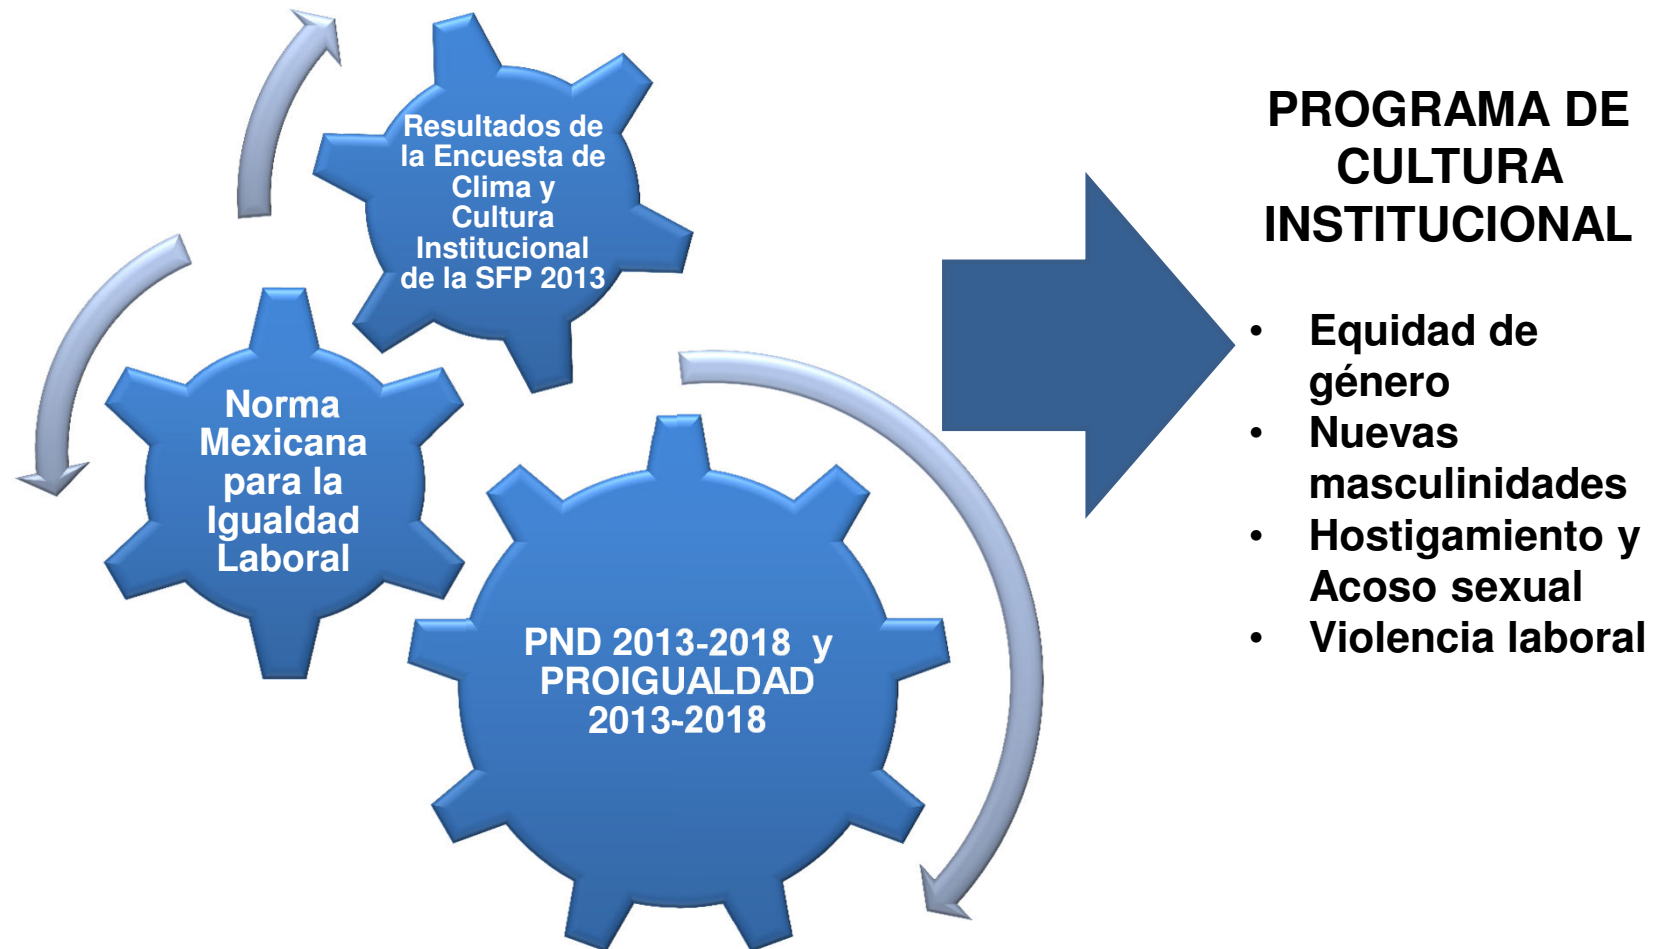 Resultados de
la Encuesta de
Clima y
Cultura
Institucional
de la SFP 2013
Norma
Mexicana
para la
Igualdad
Laboral
PND 2013-2018 y
PROIGUALDAD
2013-2018
PROGRAMA DE
CULTURA
INSTITUCIONAL
• Equidad de
género
• Nuevas
masculinidades
• Hostigamiento y
Acoso sexual
• Violencia laboral